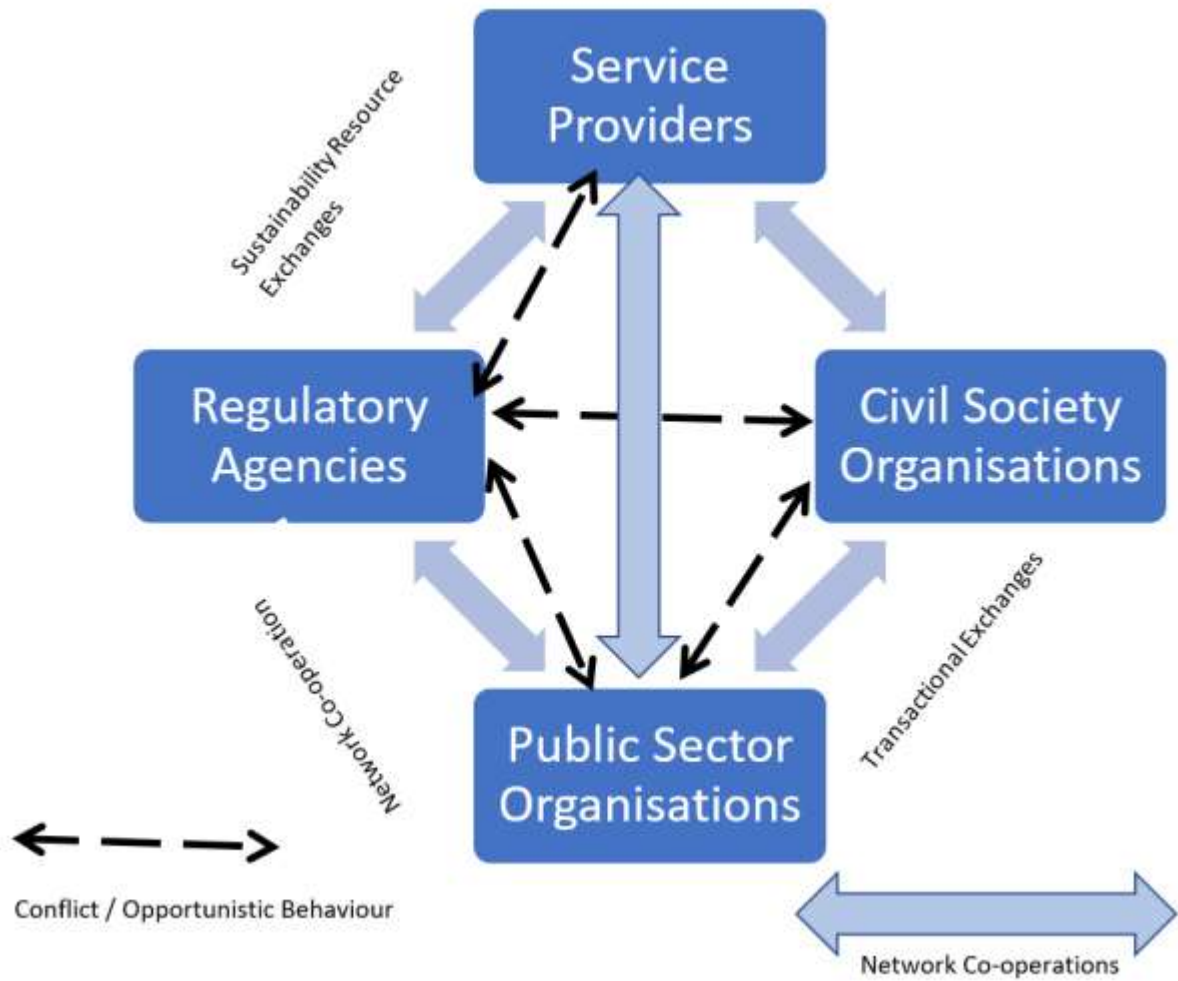 Service
Providers
Sustainability Resource
Exchanges
Regulatory
Agencies
Civil Society
Organisations
Network Co-operation
Transactional Exchanges
Public Sector
Organisations
Conflict / Opportunistic Behaviour
Network Co-operations